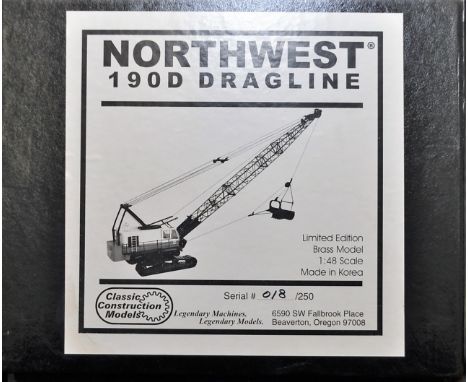 NORTHWEST®
190D DRAGLINE
Limited Edition
Brass Model
1:48 Scale
Made in Korea
Serial # 018 /250
Classic
Construction
Models
Legendary Machines.
Legendary Models.
6590 SW Fallbrook Place
Beaverton, Oregon 97008